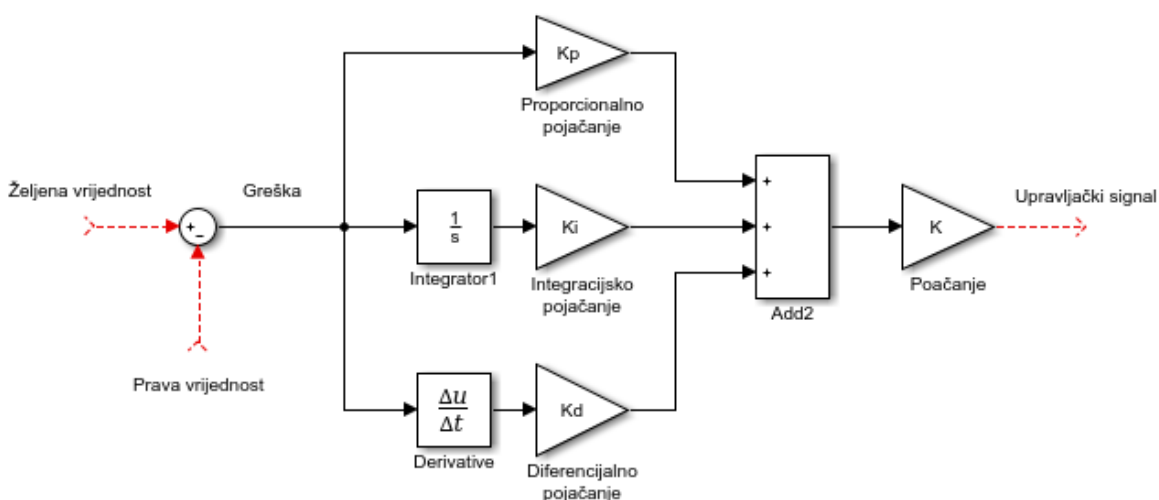 Kp
Proporcionalno
pojačanje
Željena vrijednost
Greška
Upravljački signal
+
−
1
s
Integrator1
Ki
Integracijsko
pojačanje
+
+
+
Add2
K
Poačanje
Prava vrijednost
Δu
Δt
Derivative
Kd
Diferencijalno
pojačanje